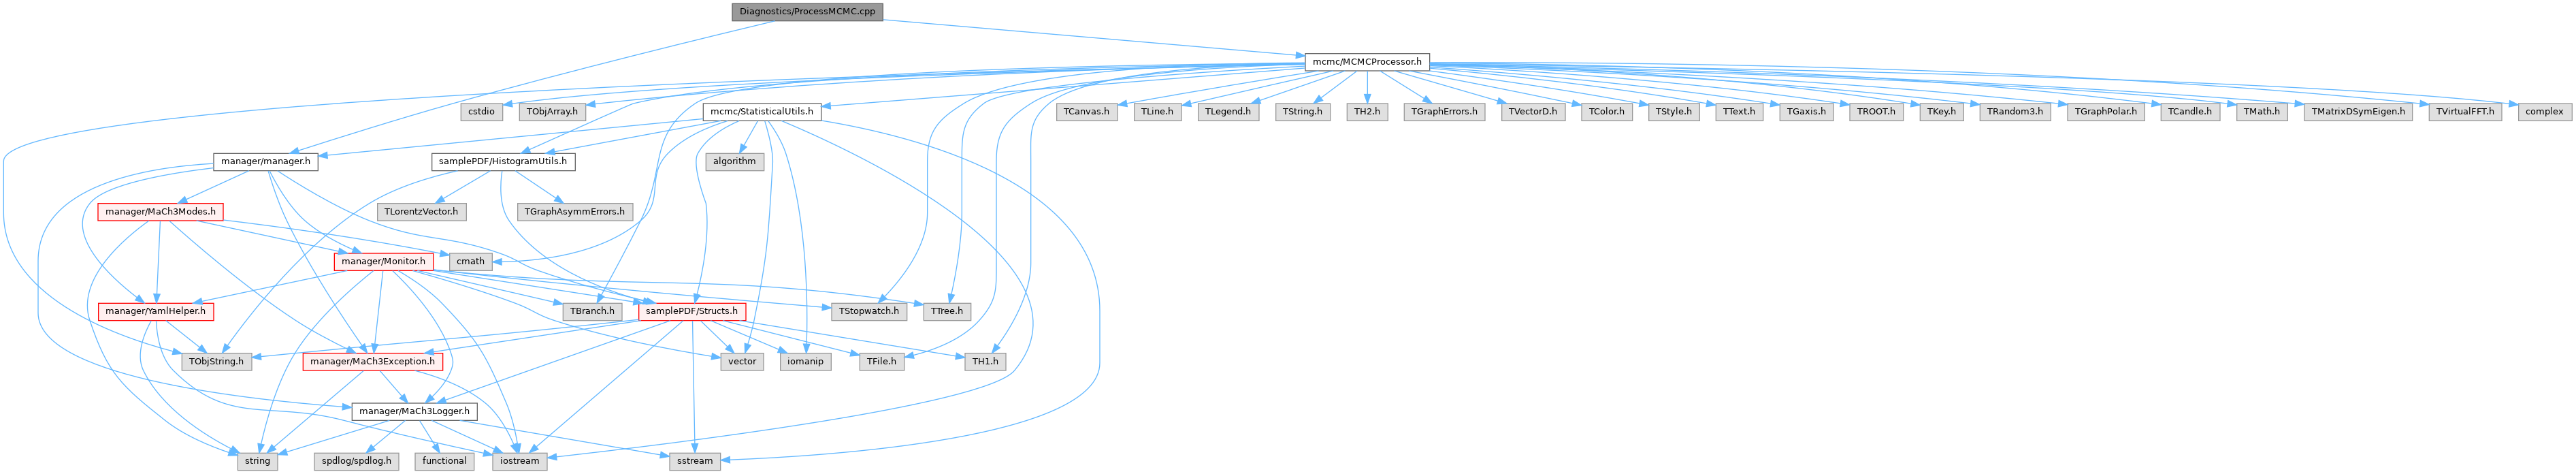 Diagnostics/ProcessMCMC.cpp
mcmc/MCMCProcessor.h
cstdio
TObjArray.h
mcmc/StatisticalUtils.h
TCanvas.h
TLine.h
TLegend.h
TString.h
TH2.h
TGraphErrors.h
TVectorD.h
TColor.h
TStyle.h
TText.h
TGaxis.h
TROOT.h
TKey.h
TRandom3.h
TGraphPolar.h
TCandle.h
TMath.h
TMatrixDSymEigen.h
TVirtualFFT.h
complex
manager/manager.h
samplePDF/HistogramUtils.h
algorithm
manager/MaCh3Modes.h
TLorentzVector.h
TGraphAsymmErrors.h
manager/Monitor.h
cmath
manager/YamlHelper.h
TBranch.h
samplePDF/Structs.h
TStopwatch.h
TTree.h
TObjString.h
manager/MaCh3Exception.h
vector
iomanip
TFile.h
TH1.h
manager/MaCh3Logger.h
string
spdlog/spdlog.h
functional
iostream
sstream